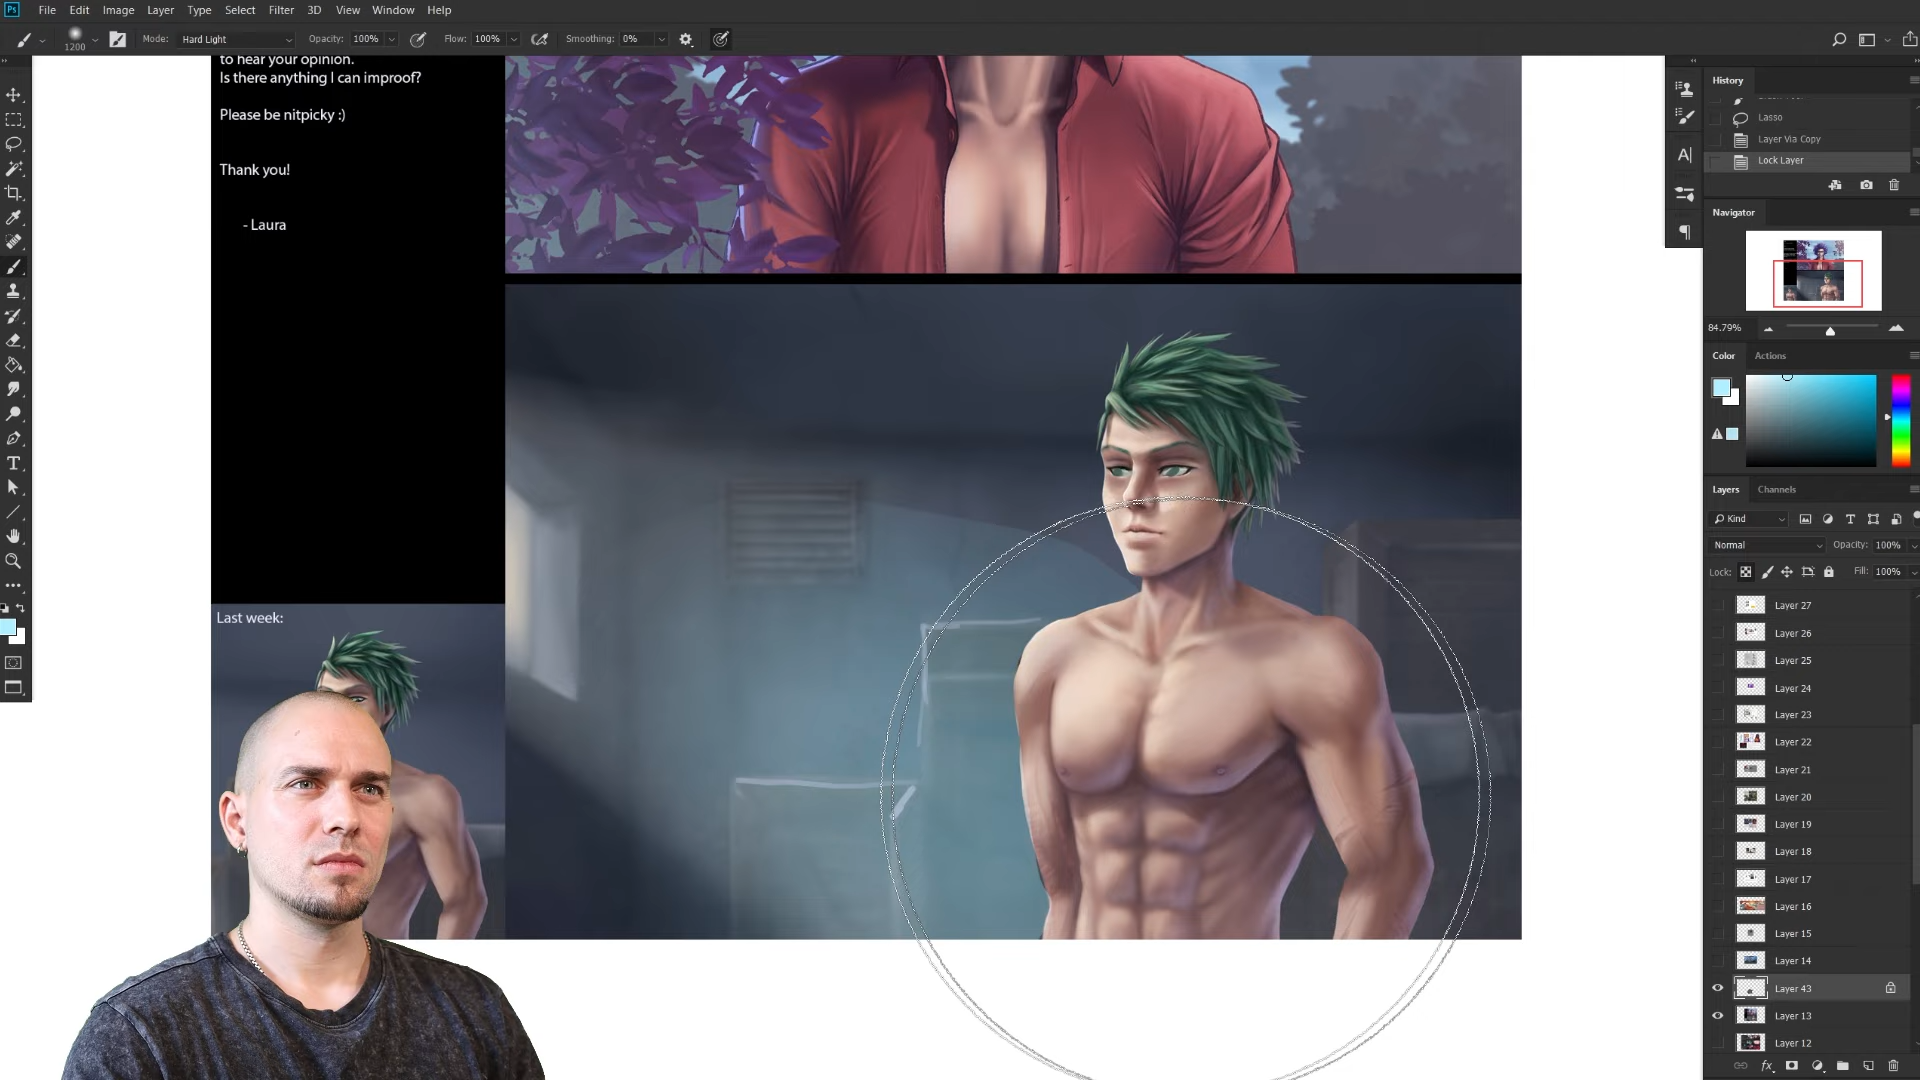 Ps File Edit Image Layer Type Select Filter 3D View Window Help
1200 Mode: Hard Light Opacity: 100% Flow: 100% Smoothing: 0%
to hear your opinion.
Is there anything I can improof?
Please be nitpicky :)
Thank you!
- Laura
Last week:
History
Lasso
Layer Via Copy
Lock Layer
Navigator
84.79%
Color Actions
Layers Channels
Kind
Normal Opacity: 100%
Lock: Fill: 100%
Layer 27
Layer 26
Layer 25
Layer 24
Layer 23
Layer 22
Layer 21
Layer 20
Layer 19
Layer 18
Layer 17
Layer 16
Layer 15
Layer 14
Layer 43
Layer 13
Layer 12
fx